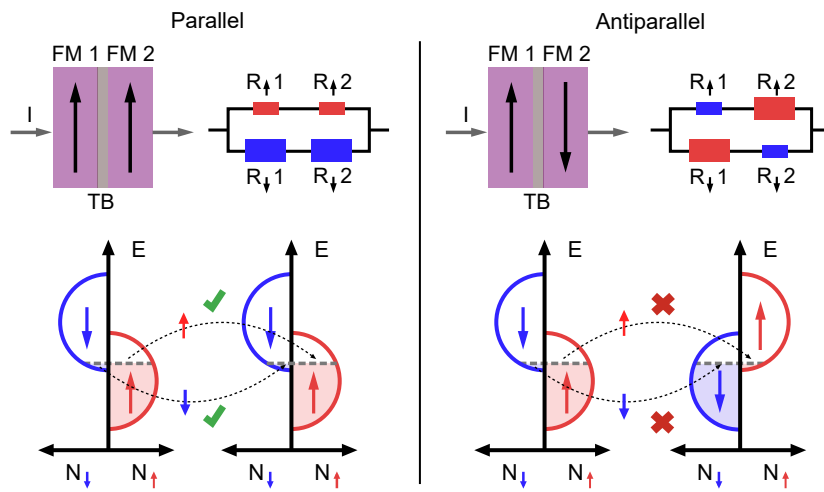 Parallel
Antiparallel
FM 1 FM 2
R↑1 R↑2
I
R↓1 R↓2
TB
FM 1 FM 2
R↑1 R↑2
I
R↓1 R↓2
TB
E
E
E
E
N↓ N↑
N↓ N↑
N↓ N↑
N↓ N↑